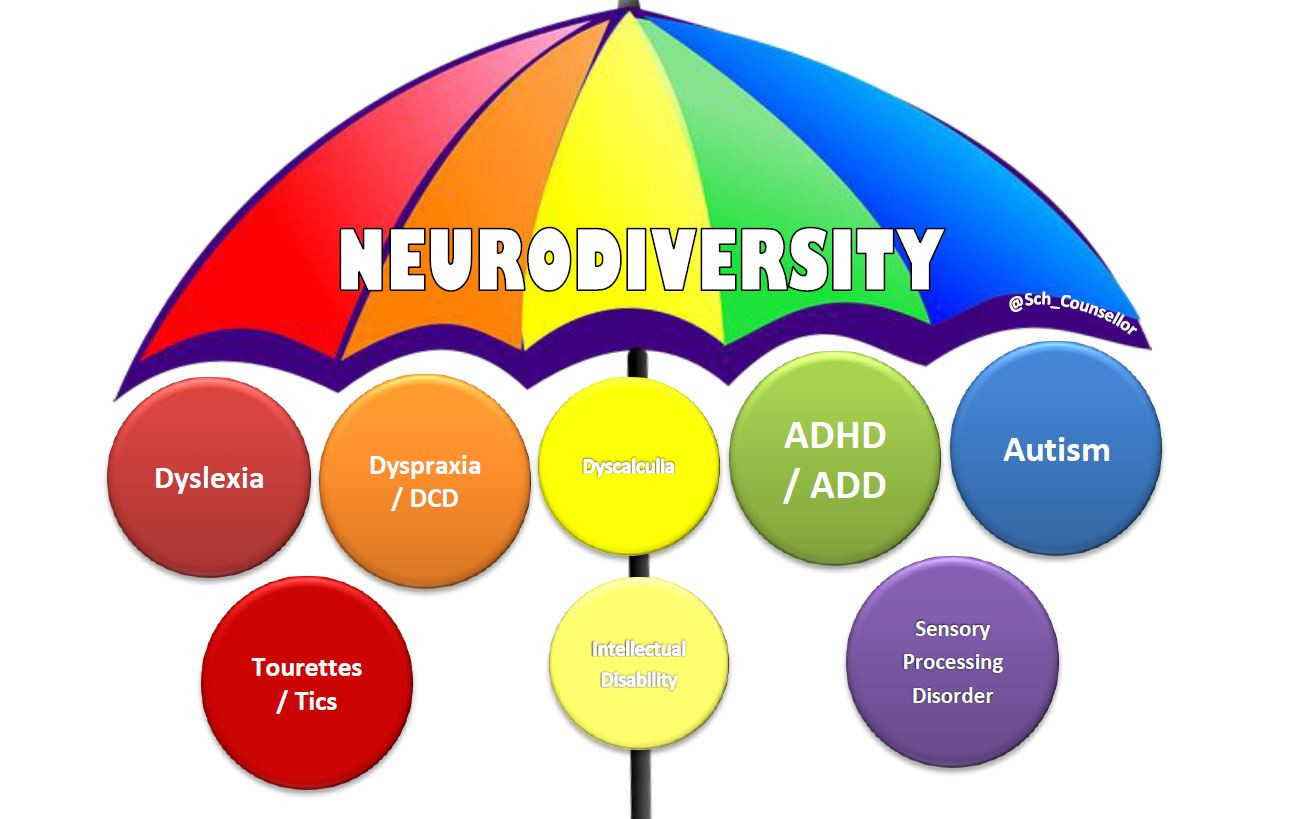 NEURODIVERSITY
@Sch_Counsellor
Dyslexia
Dyspraxia
/ DCD
Dyscalculia
ADHD
/ ADD
Autism
Tourettes
/ Tics
Intellectual
Disability
Sensory
Processing
Disorder